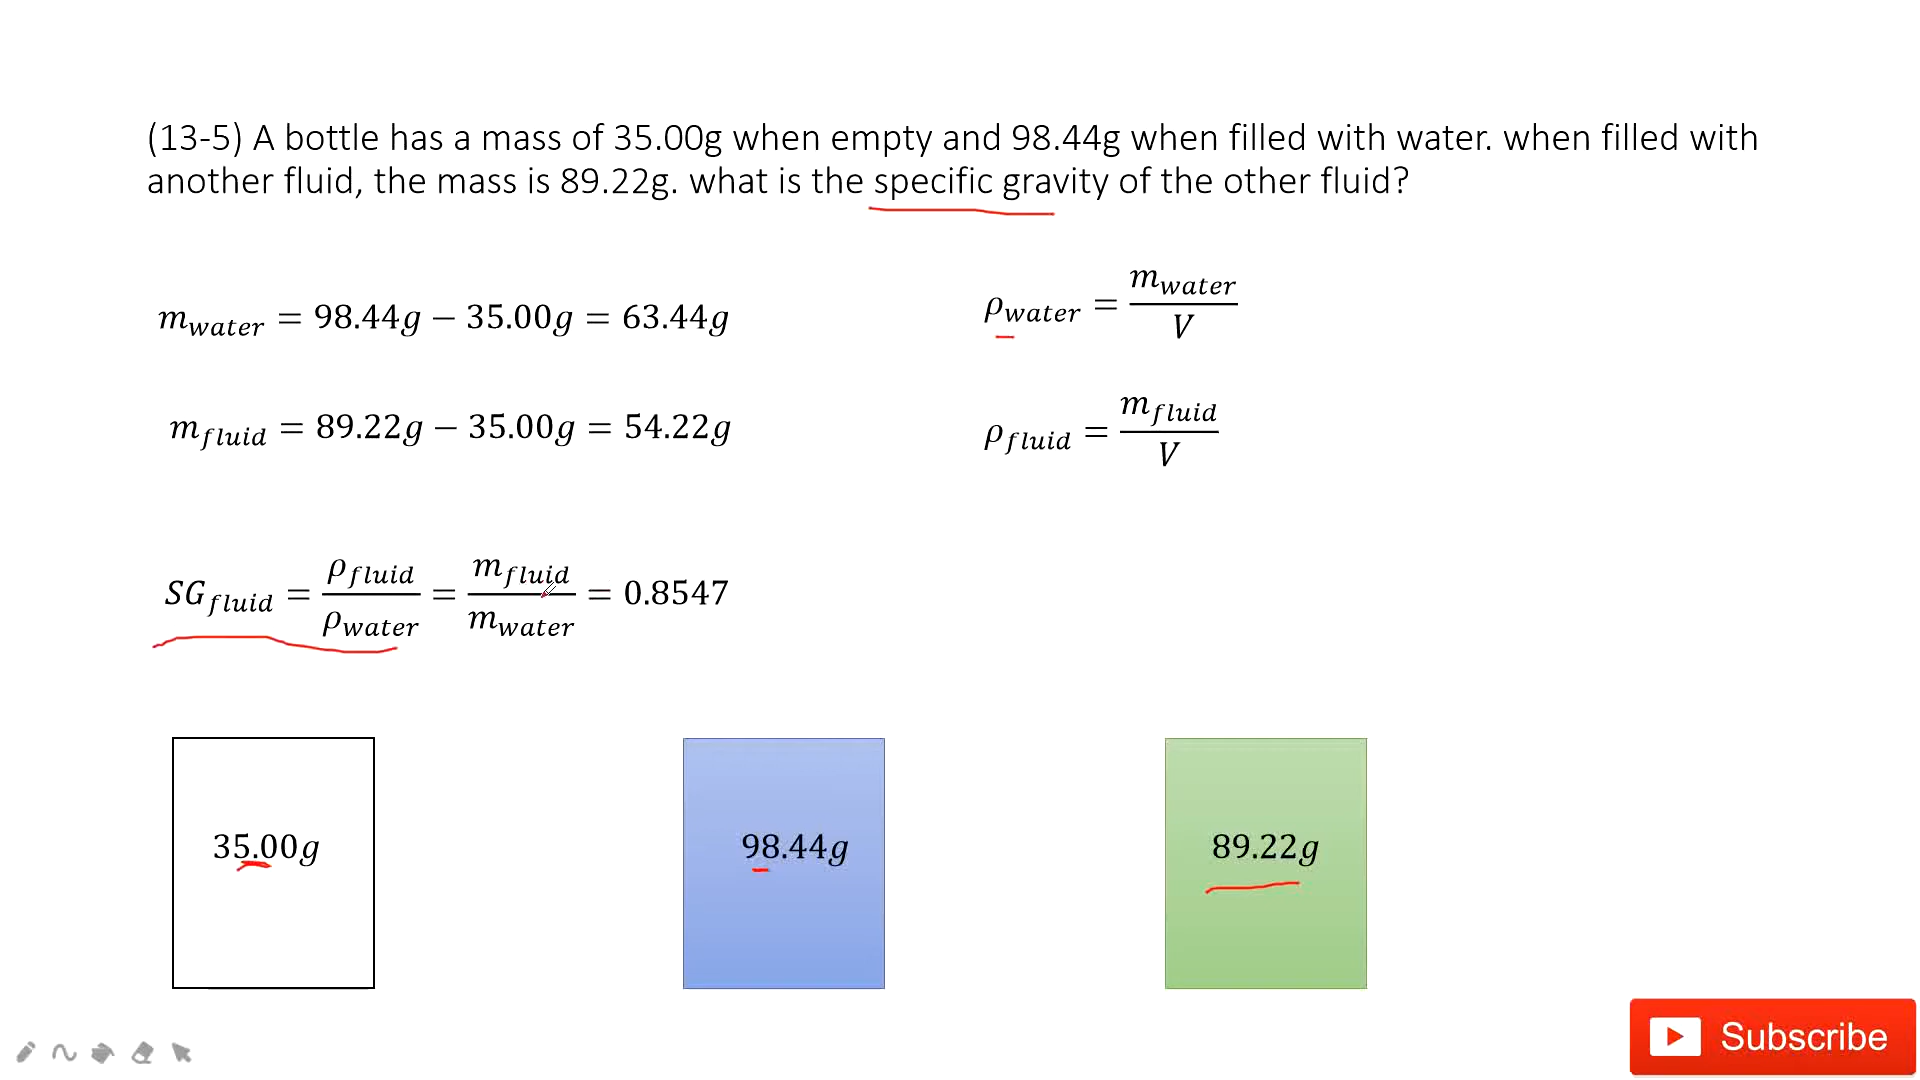 (13-5) A bottle has a mass of 35.00g when empty and 98.44g when filled with water. when filled with
another fluid, the mass is 89.22g. what is the specific gravity of the other fluid?
m_water = 98.44g − 35.00g = 63.44g
ρ_water = m_water / V
m_fluid = 89.22g − 35.00g = 54.22g
ρ_fluid = m_fluid / V
SG_fluid = ρ_fluid / ρ_water = m_fluid / m_water = 0.8547
35.00g
98.44g
89.22g
Subscribe